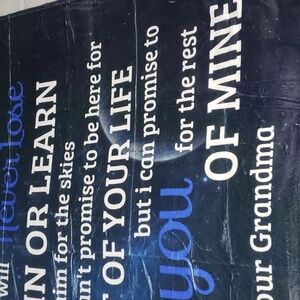 will never lose
IN OR LEARN
im for the skies
n't promise to be here for
T OF YOUR LIFE
but i can promise to
you
for the rest
OF MINE
our Grandma